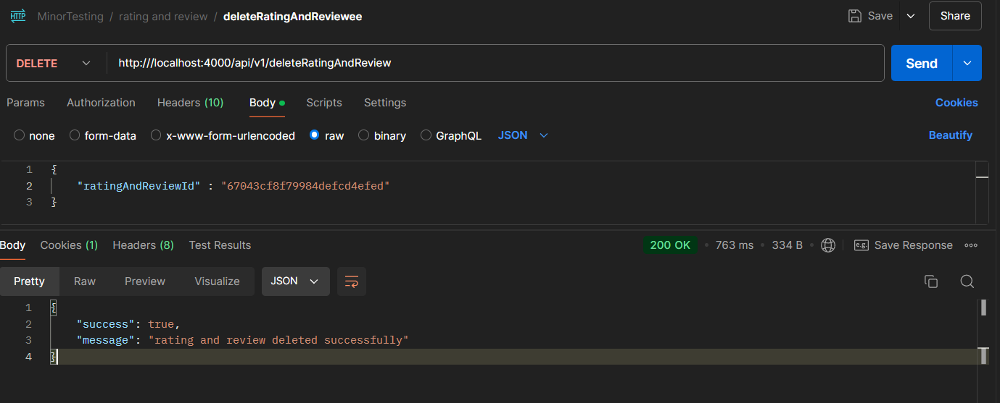 HTTP MinorTesting / rating and review / deleteRatingAndReviewee Save Share
DELETE http:///localhost:4000/api/v1/deleteRatingAndReview Send
Params Authorization Headers (10) Body Scripts Settings Cookies
none form-data x-www-form-urlencoded raw binary GraphQL JSON Beautify
1 {
2 "ratingAndReviewId" : "67043cf8f79984defcd4efed"
3 }
Body Cookies (1) Headers (8) Test Results 200 OK • 763 ms • 334 B • e.g. Save Response
Pretty Raw Preview Visualize JSON
1 {
2 "success": true,
3 "message": "rating and review deleted successfully"
4 }